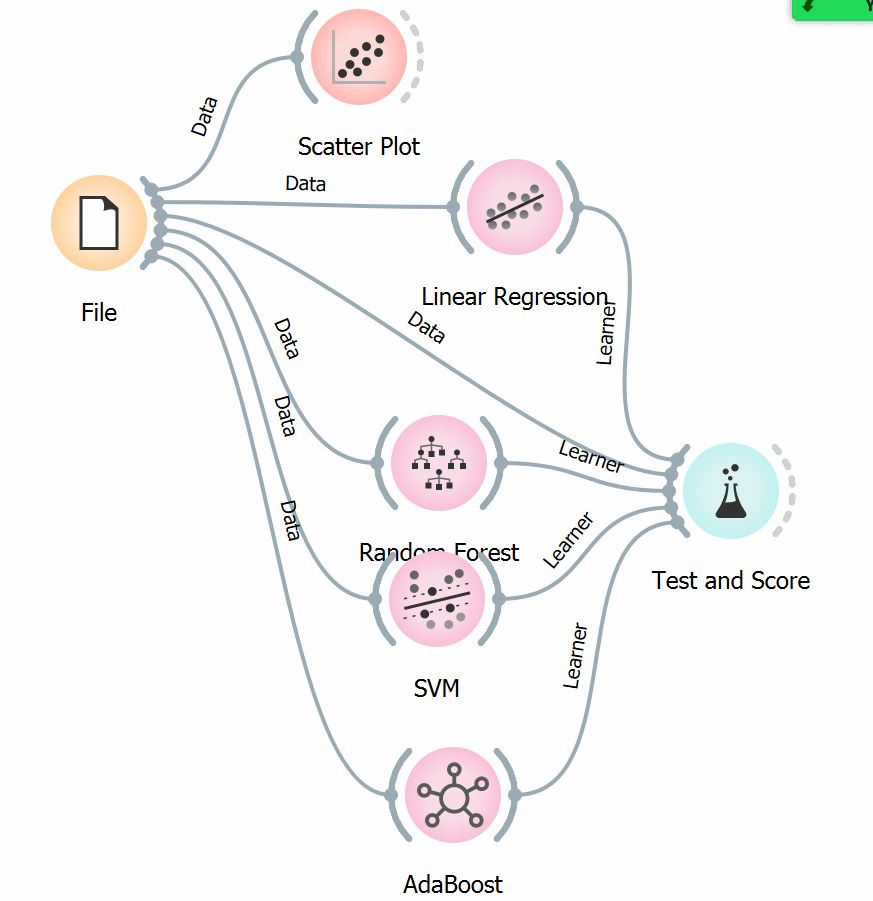 Y
Data
Scatter Plot
Data
File
Linear Regression
Learner
Data
Data
Data
Learner
Random Forest
Data
Learner
Test and Score
SVM
Learner
AdaBoost